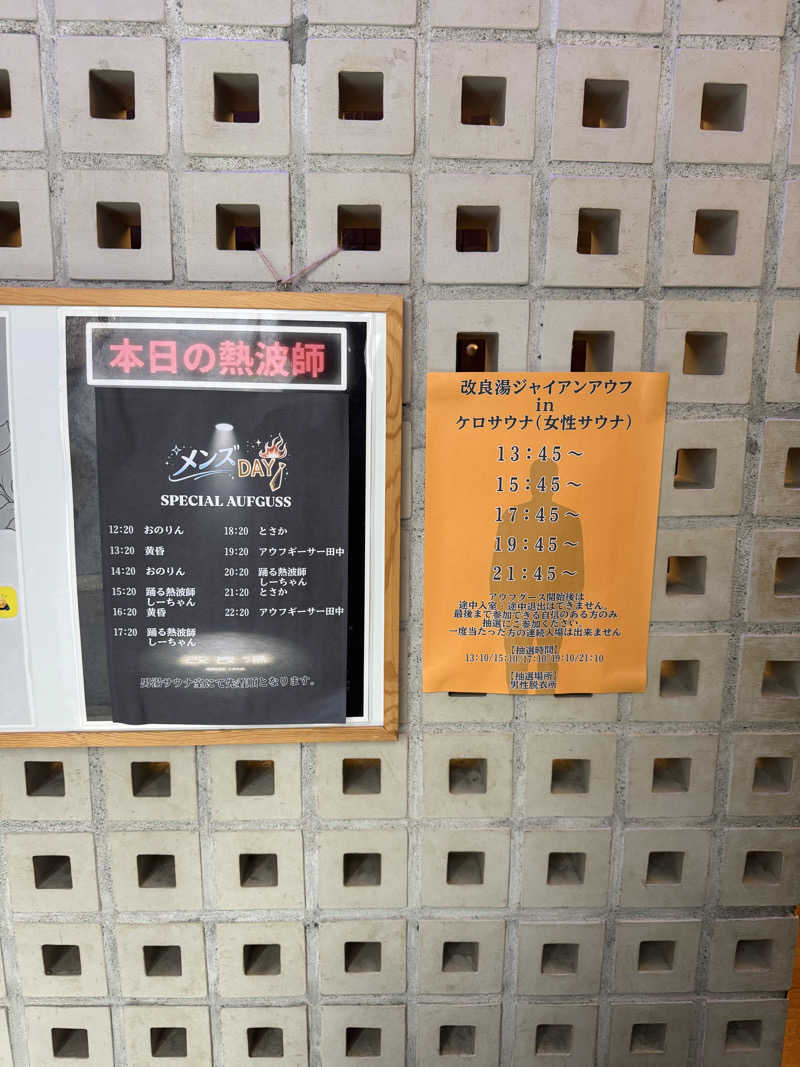 本日の熱波師
メンズ
DAY
SPECIAL AUFGUSS
12:20 おのりん
13:20 黄昏
14:20 おのりん
15:20 踊る熱波師
しーちゃん
16:20 黄昏
17:20 踊る熱波師
しーちゃん
18:20 とさか
19:20 アウフギーサー田中
20:20 踊る熱波師
しーちゃん
21:20 とさか
22:20 アウフギーサー田中
男湯サウナ室にて先着順となります。
改良湯ジャイアンアウフ
in
ケロサウナ(女性サウナ)
13:45～
15:45～
17:45～
19:45～
21:45～
アウフグース開始後は
途中入室・途中退出はできません。
最後まで参加できる自信のある方のみ
抽選にご参加ください。
一度当たった方の連続入場は出来ません
【抽選時間】
13:10/15:10/17:10/19:10/21:10
【抽選場所】
男性脱衣所